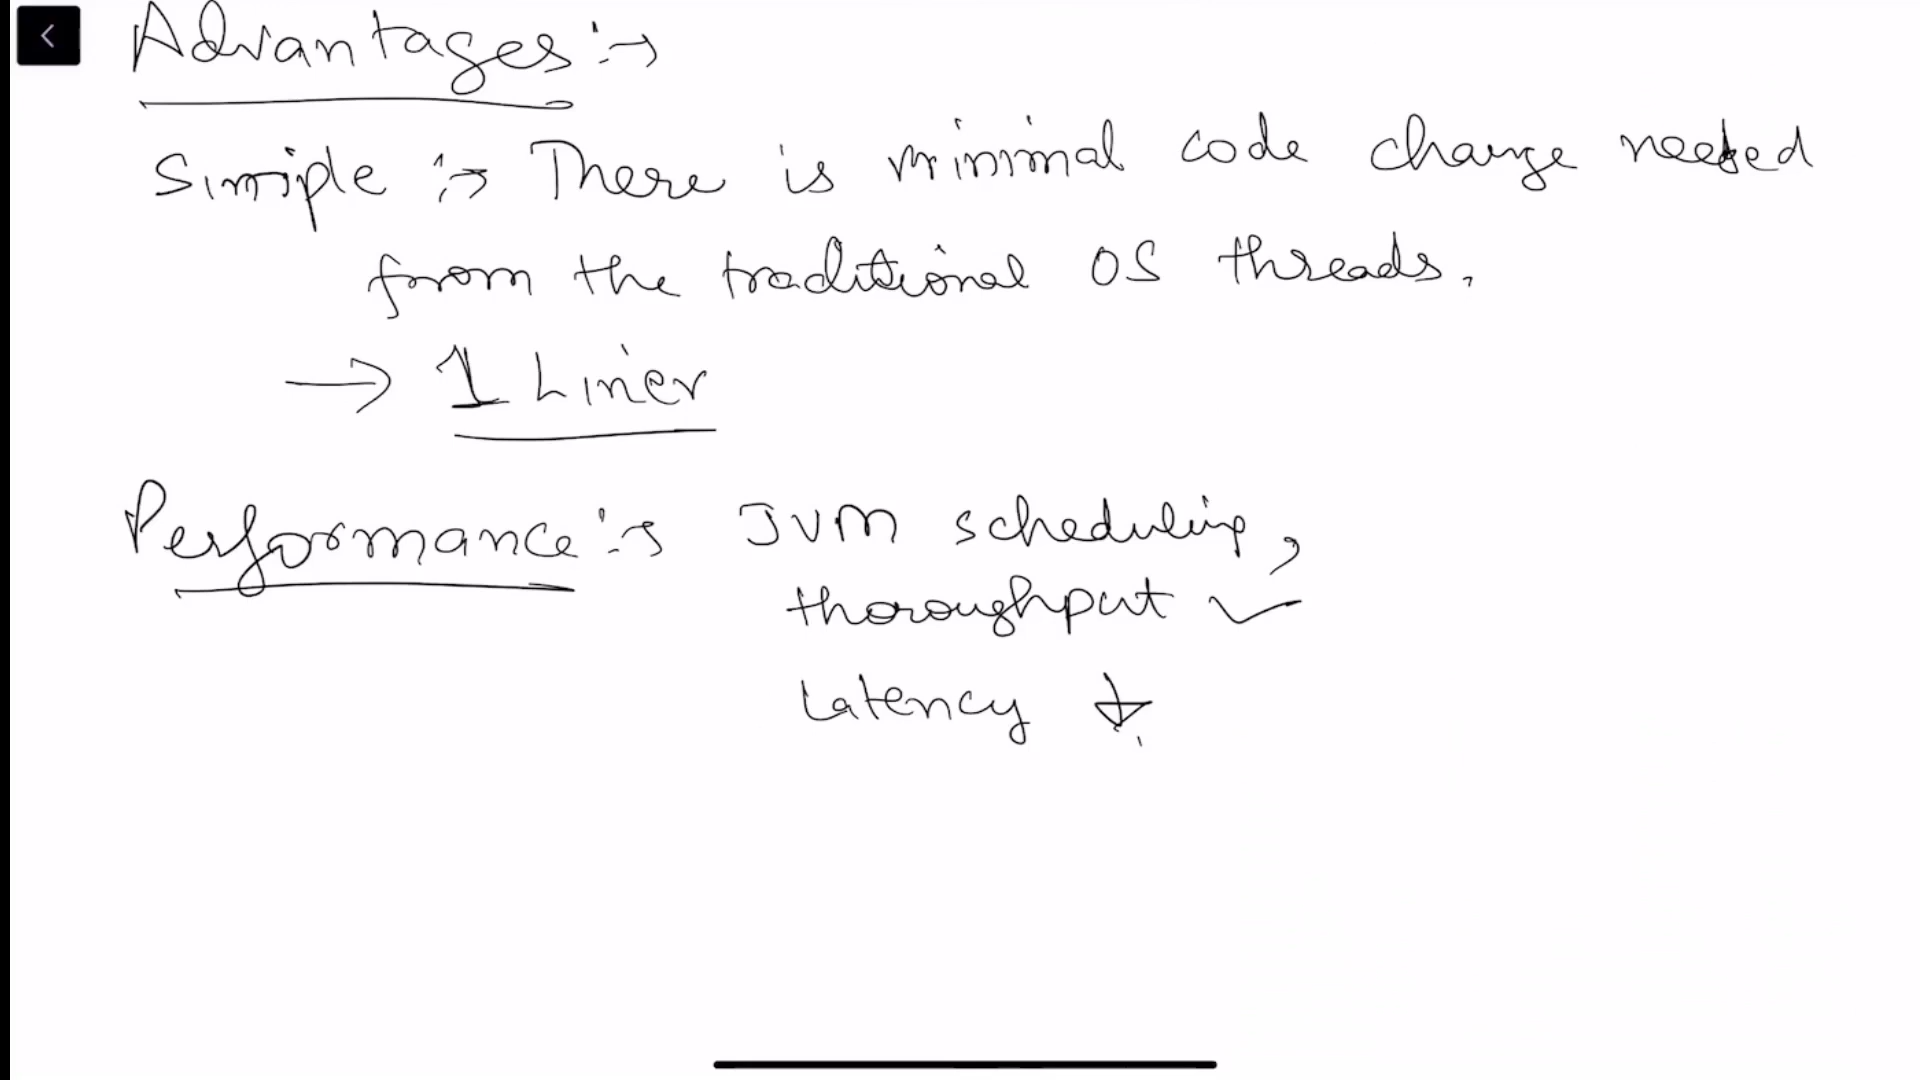 Advantages :→
Simple :→ There is minimal code change needed
from the traditional OS threads.
→ 1 Liner
Performance :→ JVM scheduling,
thoroughput ✓
Latency ↓